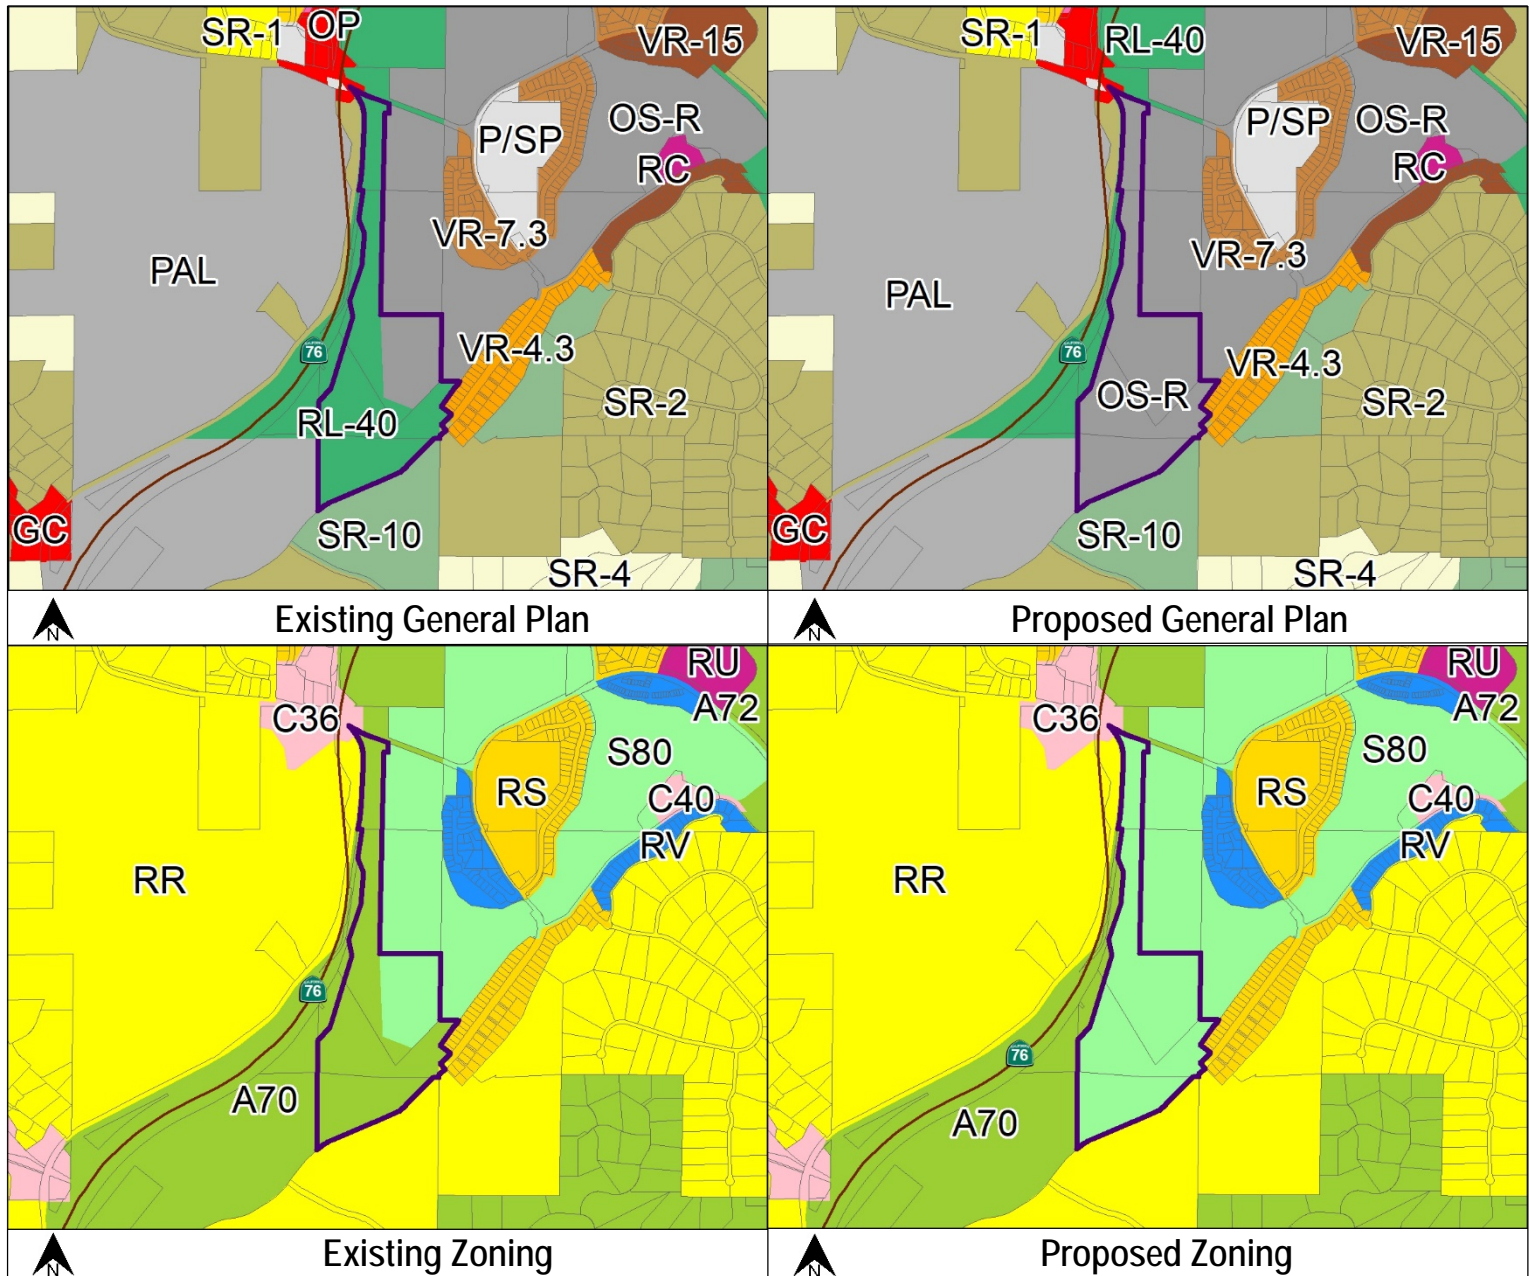 SR-1 OP VR-15
P/SP OS-R
RC
VR-7.3
PAL
76 VR-4.3
SR-2
RL-40
GC SR-10
SR-4
N Existing General Plan
SR-1 RL-40 VR-15
P/SP OS-R
RC
VR-7.3
PAL
76 VR-4.3
OS-R SR-2
GC SR-10
SR-4
N Proposed General Plan
RU
C36 A72
S80
RS C40
RV
RR
76
A70
N Existing Zoning
RU
C36 A72
S80
RS C40
RV
RR
76
A70
N Proposed Zoning